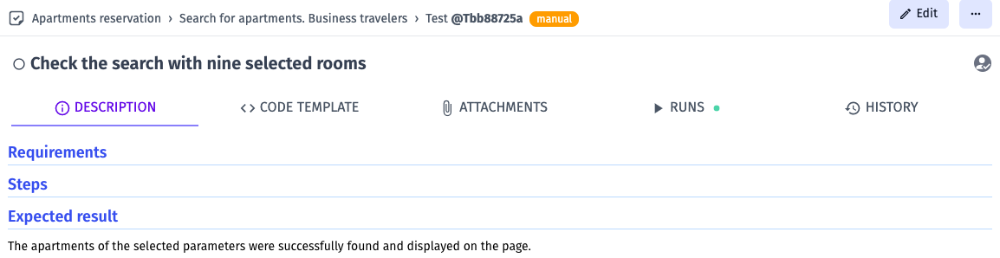 Apartments reservation › Search for apartments. Business travelers › Test @Tbb88725a manual Edit ...
Check the search with nine selected rooms
DESCRIPTION CODE TEMPLATE ATTACHMENTS RUNS HISTORY
Requirements
Steps
Expected result
The apartments of the selected parameters were successfully found and displayed on the page.